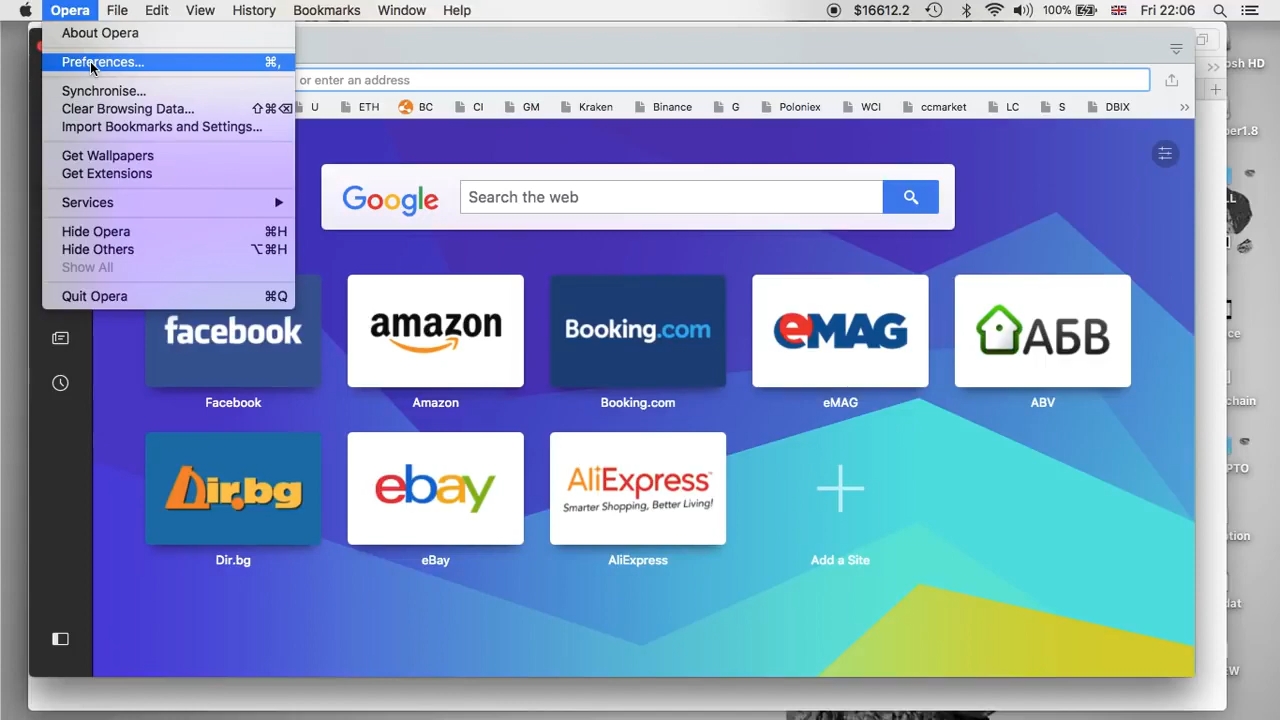 Opera File Edit View History Bookmarks Window Help $16612.2 100% Fri 22:06
About Opera
Preferences... ⌘,
Synchronise...
Clear Browsing Data... ⇧⌘⌫
Import Bookmarks and Settings...
Get Wallpapers
Get Extensions
Services
Hide Opera ⌘H
Hide Others ⌥⌘H
Show All
Quit Opera ⌘Q
or enter an address
U ETH BC CI GM Kraken Binance G Poloniex WCI ccmarket LC S DBIX
Google Search the web
facebook amazon Booking.com eMAG АБВ
Facebook Amazon Booking.com eMAG ABV
Dir.bg ebay AliExpress
Smarter Shopping, Better Living!
Dir.bg eBay AliExpress Add a Site